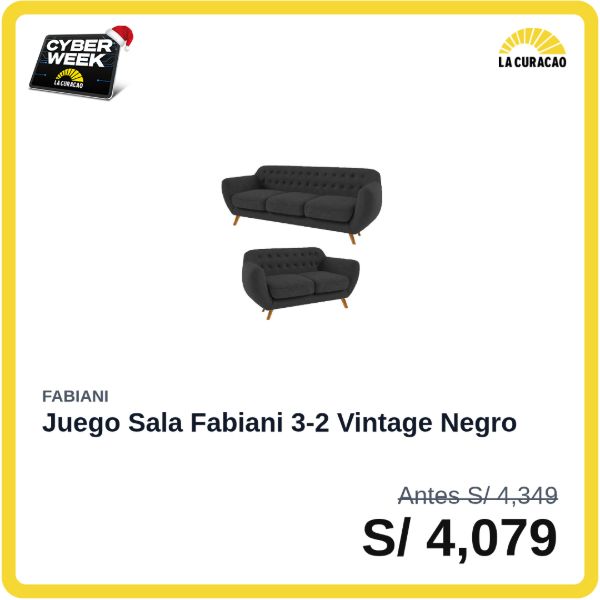 CYBER
WEEK
LA CURACAO
LA CURACAO
FABIANI
Juego Sala Fabiani 3-2 Vintage Negro
Antes S/ 4,349
S/ 4,079